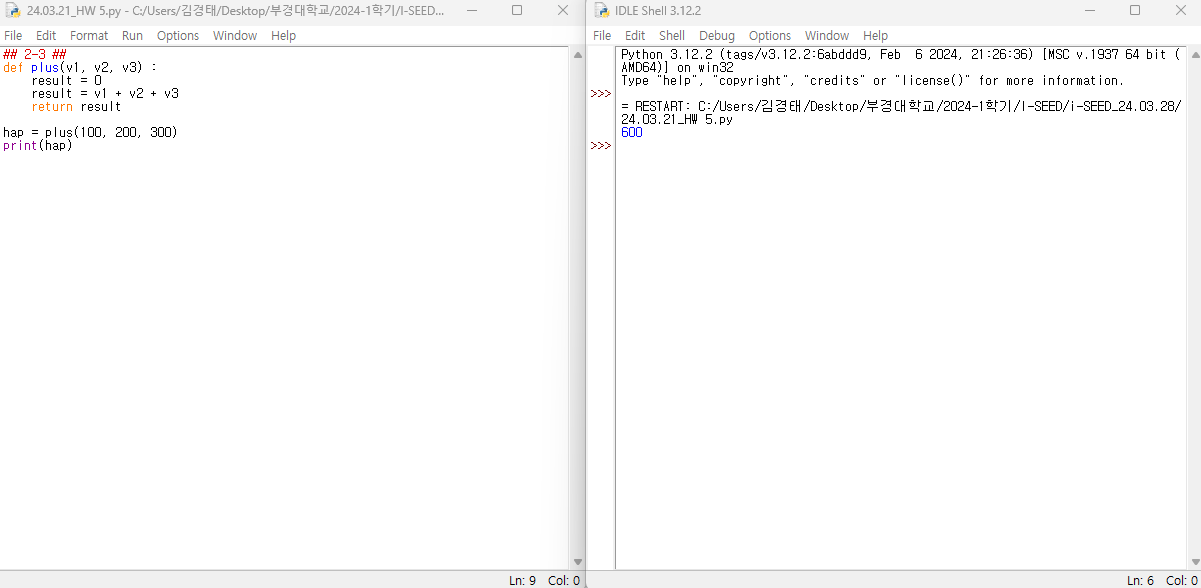 24.03.21_HW 5.py - C:/Users/김경태/Desktop/부경대학교/2024-1학기/I-SEED...
File Edit Format Run Options Window Help
## 2-3 ##
def plus(v1, v2, v3) :
    result = 0
    result = v1 + v2 + v3
    return result
hap = plus(100, 200, 300)
print(hap)
Ln: 9 Col: 0
IDLE Shell 3.12.2
File Edit Shell Debug Options Window Help
Python 3.12.2 (tags/v3.12.2:6abddd9, Feb  6 2024, 21:26:36) [MSC v.1937 64 bit (
AMD64)] on win32
Type "help", "copyright", "credits" or "license()" for more information.
>>>
= RESTART: C:/Users/김경태/Desktop/부경대학교/2024-1학기/I-SEED/i-SEED_24.03.28/
24.03.21_HW 5.py
600
>>>
Ln: 6 Col: 0